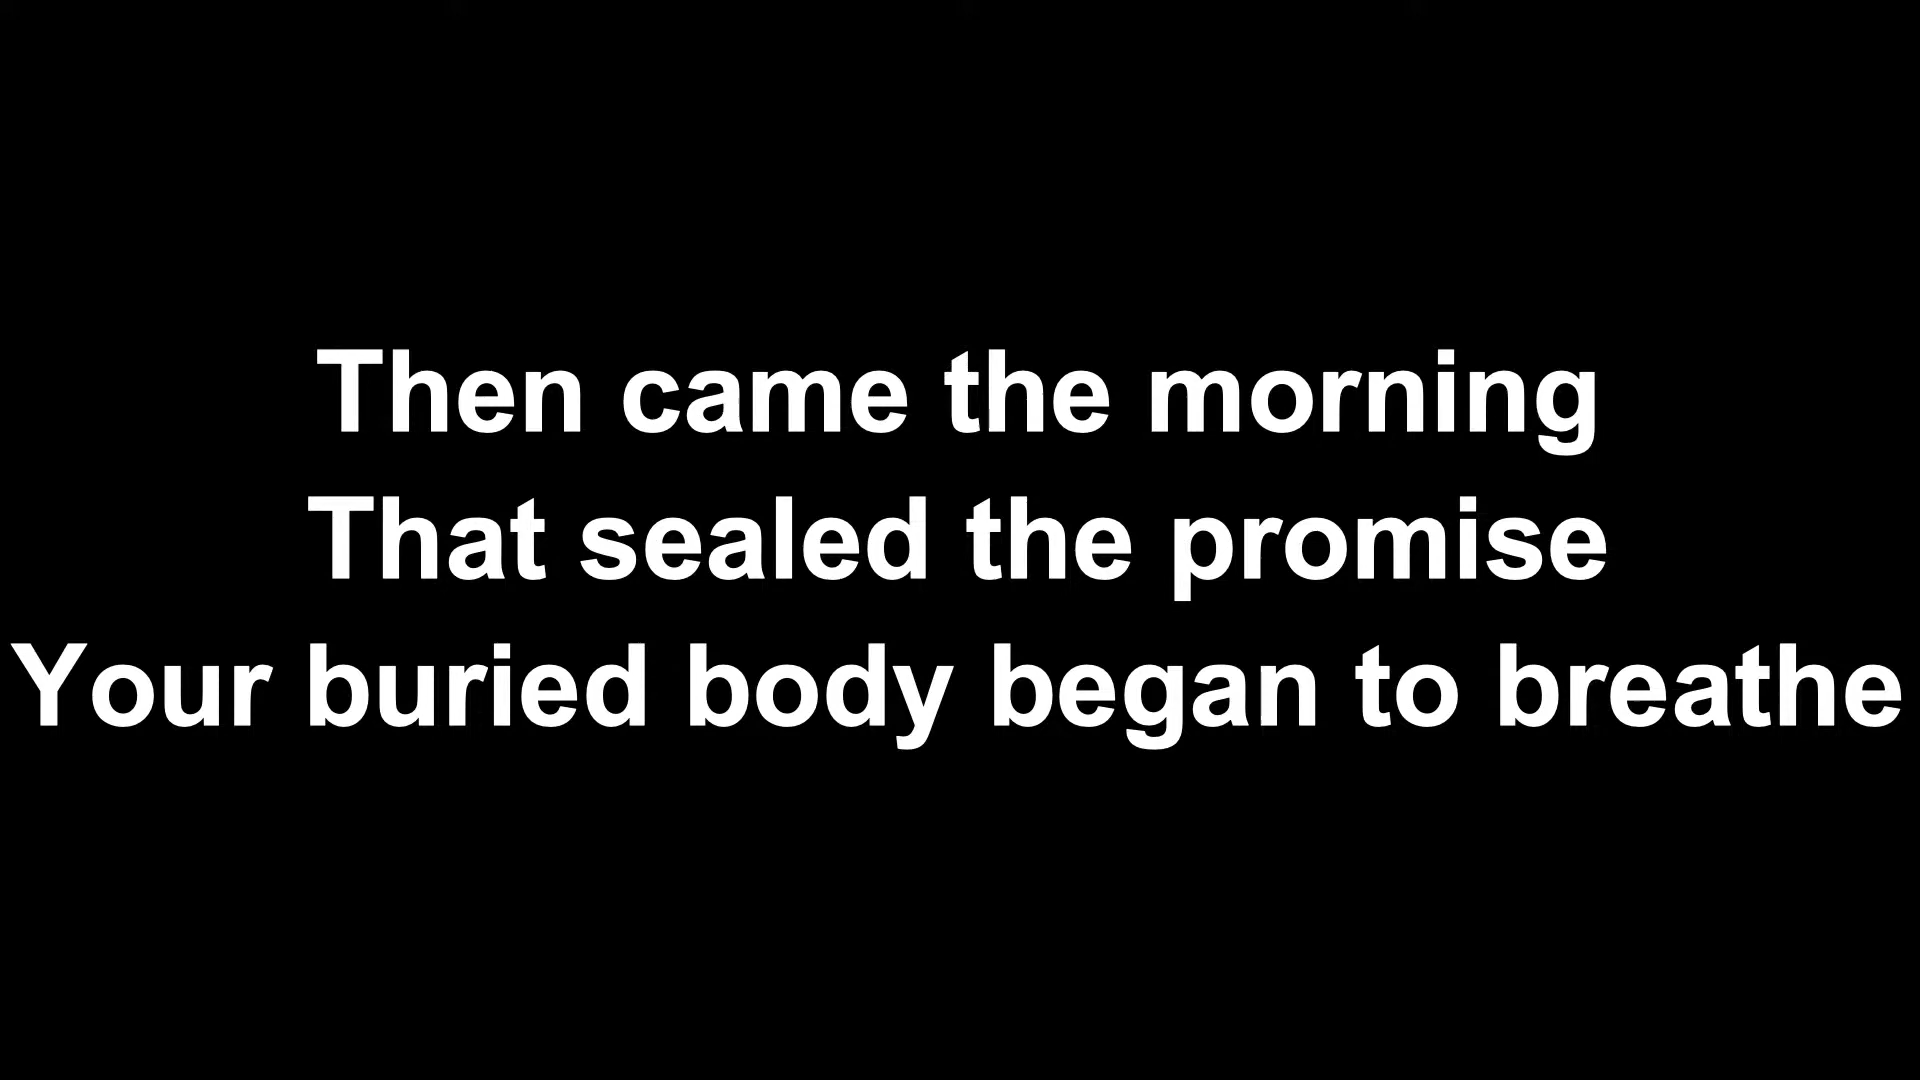 Then came the morning
That sealed the promise
Your buried body began to breathe